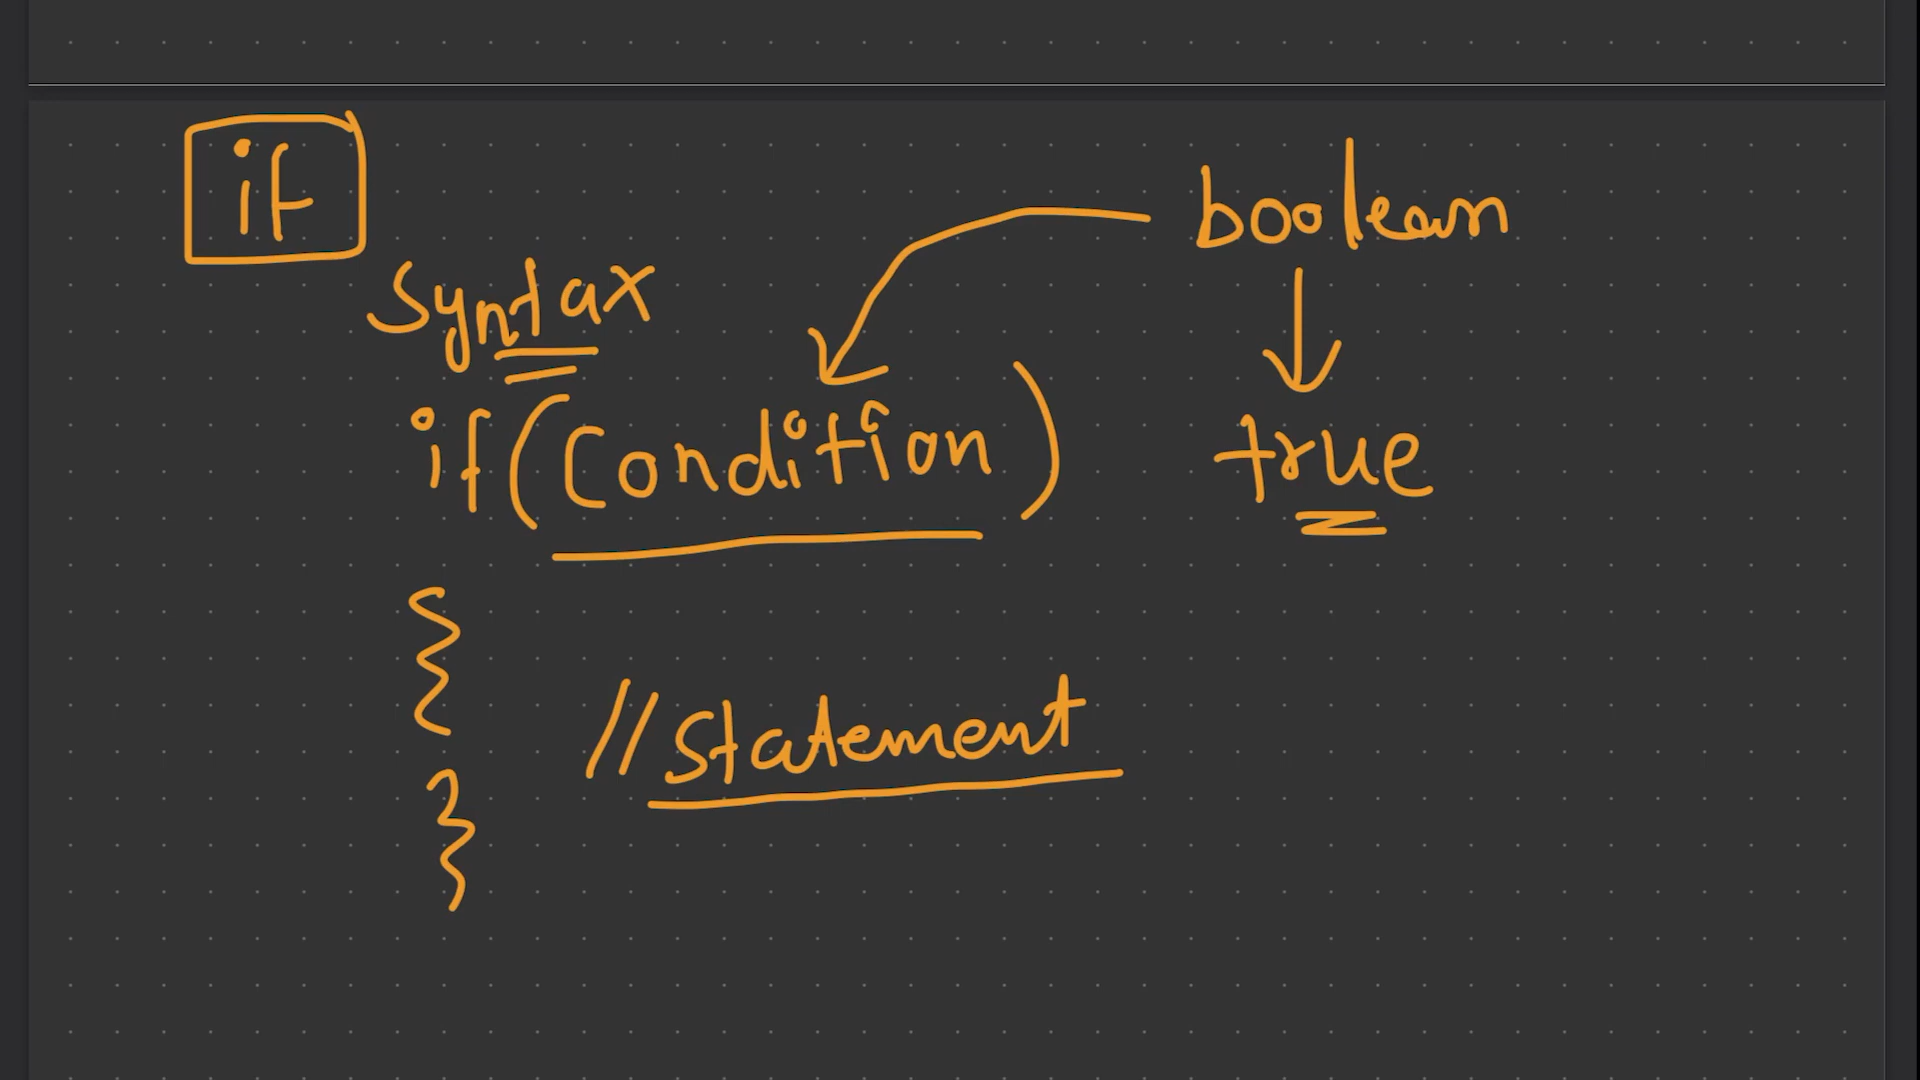 if
boolean
Syntax
if(Condition)
true
{
//Statement
}